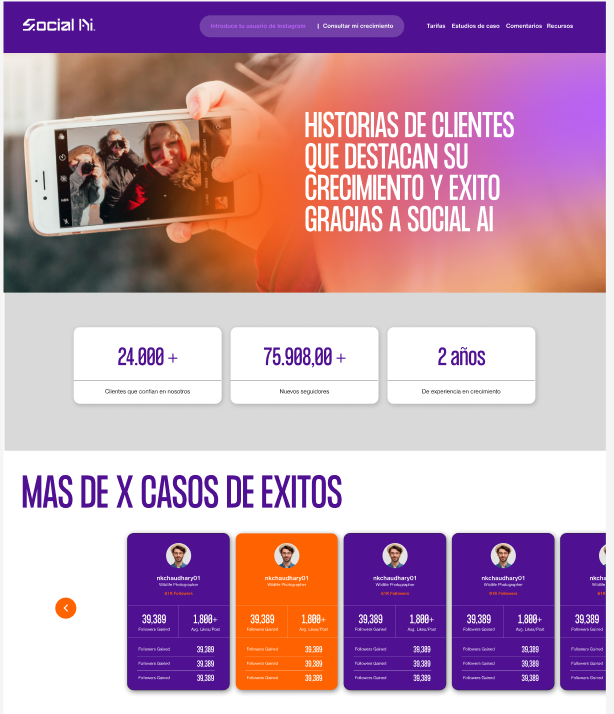 Social Ai.
Introduce tu usuario de Instagram | Consultar mi crecimiento
Tarifas Estudios de caso Comentarios Recursos
HISTORIAS DE CLIENTES
QUE DESTACAN SU
CRECIMIENTO Y EXITO
GRACIAS A SOCIAL AI
24.000 + 75.908,00 + 2 años
Clientes que confian en nosotros Nuevos seguidores De experiencia en crecimiento
MAS DE X CASOS DE EXITOS
nkchaudhary01 nkchaudhary01 nkchaudhary01 nkchaudhary01 nkcha
Wildlife Photographer Wildlife Photographer Wildlife Photographer Wildlife Photographer Wildlife
61K Followers 61K Followers 61K Followers 61K Followers
39,389 1,800+ 39,389 1,800+ 39,389 1,800+ 39,389 1,800+ 39,389
Followers Gained Avg. Likes/Post Followers Gained Avg. Likes/Post Followers Gained Avg. Likes/Post Followers Gained Avg. Likes/Post Followers Gained
Followers Gained 39,389 Followers Gained 39,389 Followers Gained 39,389 Followers Gained 39,389 Followers Gained
Followers Gained 39,389 Followers Gained 39,389 Followers Gained 39,389 Followers Gained 39,389 Followers Gained
Followers Gained 39,389 Followers Gained 39,389 Followers Gained 39,389 Followers Gained 39,389 Followers Gained